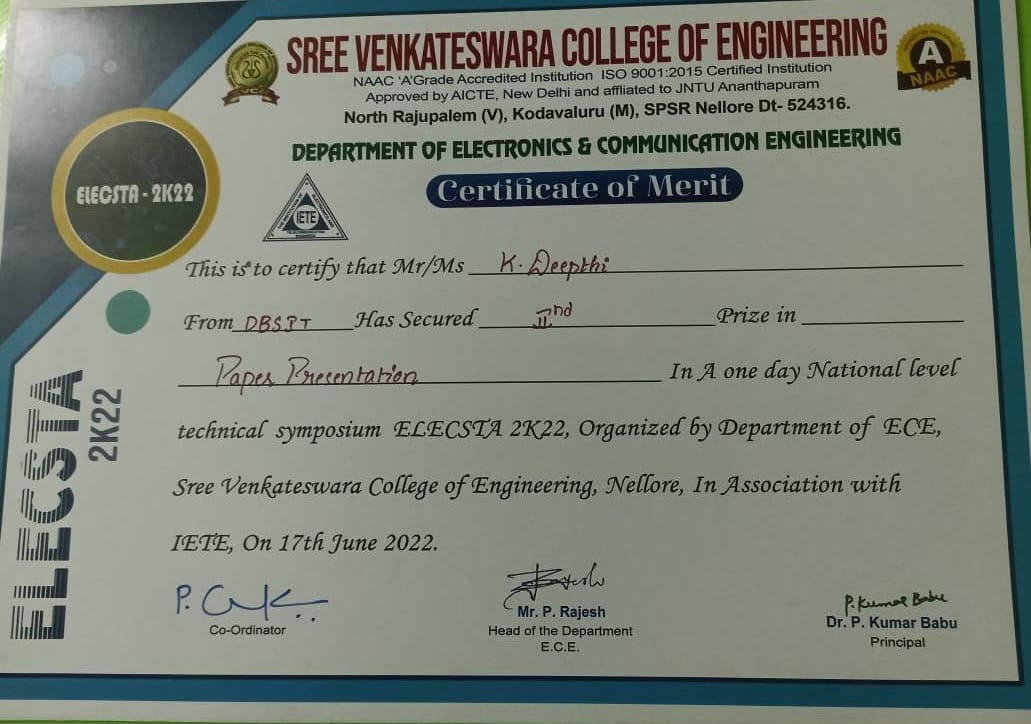 SREE VENKATESWARA COLLEGE OF ENGINEERING
NAAC 'A'Grade Accredited Institution ISO 9001:2015 Certified Institution
Approved by AICTE, New Delhi and affliated to JNTU Ananthapuram
North Rajupalem (V), Kodavaluru (M), SPSR Nellore Dt- 524316.
A
NAAC
DEPARTMENT OF ELECTRONICS & COMMUNICATION ENGINEERING
ELECSTA - 2K22
Certificate of Merit
IETE
This is to certify that Mr/Ms K. Deepthi
From DBSIT Has Secured IInd Prize in
Paper Presentation In A one day National level
technical symposium ELECSTA 2K22, Organized by Department of ECE,
Sree Venkateswara College of Engineering, Nellore, In Association with
IETE, On 17th June 2022.
ELECSTA
2K22
P. Kumar Babu
Co-Ordinator
Mr. P. Rajesh
Head of the Department
E.C.E.
Dr. P. Kumar Babu
Principal